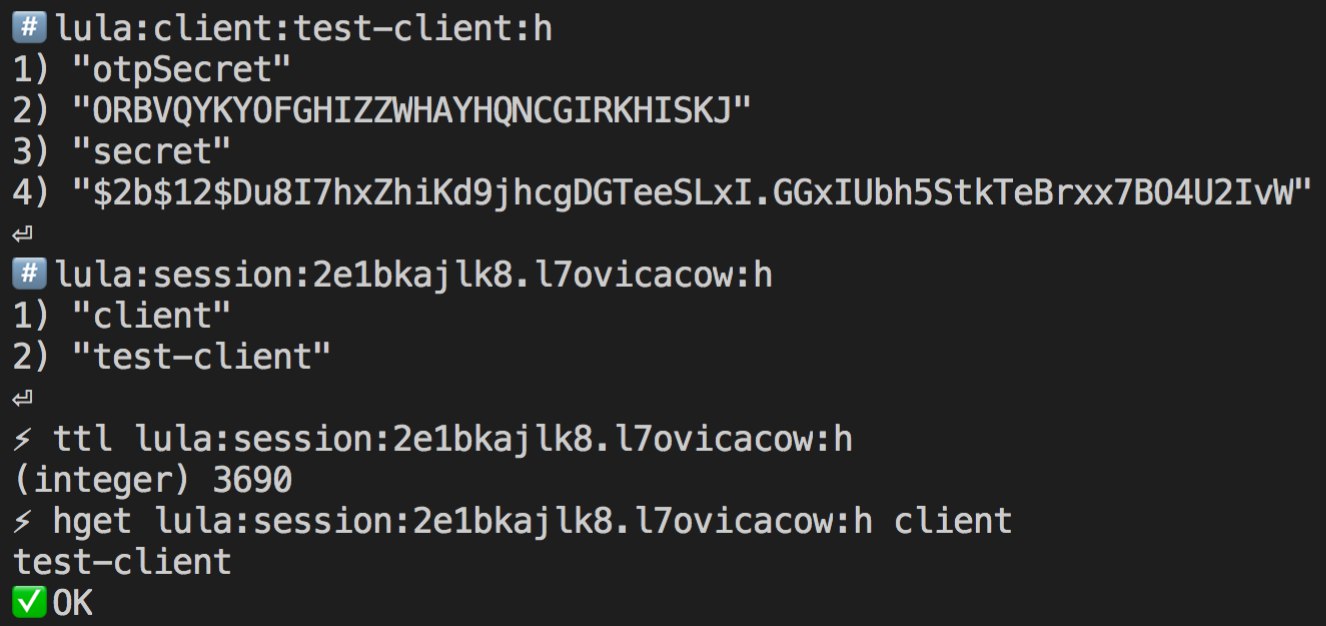 #️⃣ lula:client:test-client:h
1) "otpSecret"
2) "ORBVQYKYOFGHIZZWHAYHQNCGIRKHISKJ"
3) "secret"
4) "$2b$12$Du8I7hxZhiKd9jhcgDGTeeSLxI.GGxIUbh5StkTeBrxx7BO4U2IvW"
⏎
#️⃣ lula:session:2e1bkajlk8.l7ovicacow:h
1) "client"
2) "test-client"
⏎
⚡ ttl lula:session:2e1bkajlk8.l7ovicacow:h
(integer) 3690
⚡ hget lula:session:2e1bkajlk8.l7ovicacow:h client
test-client
✅ OK